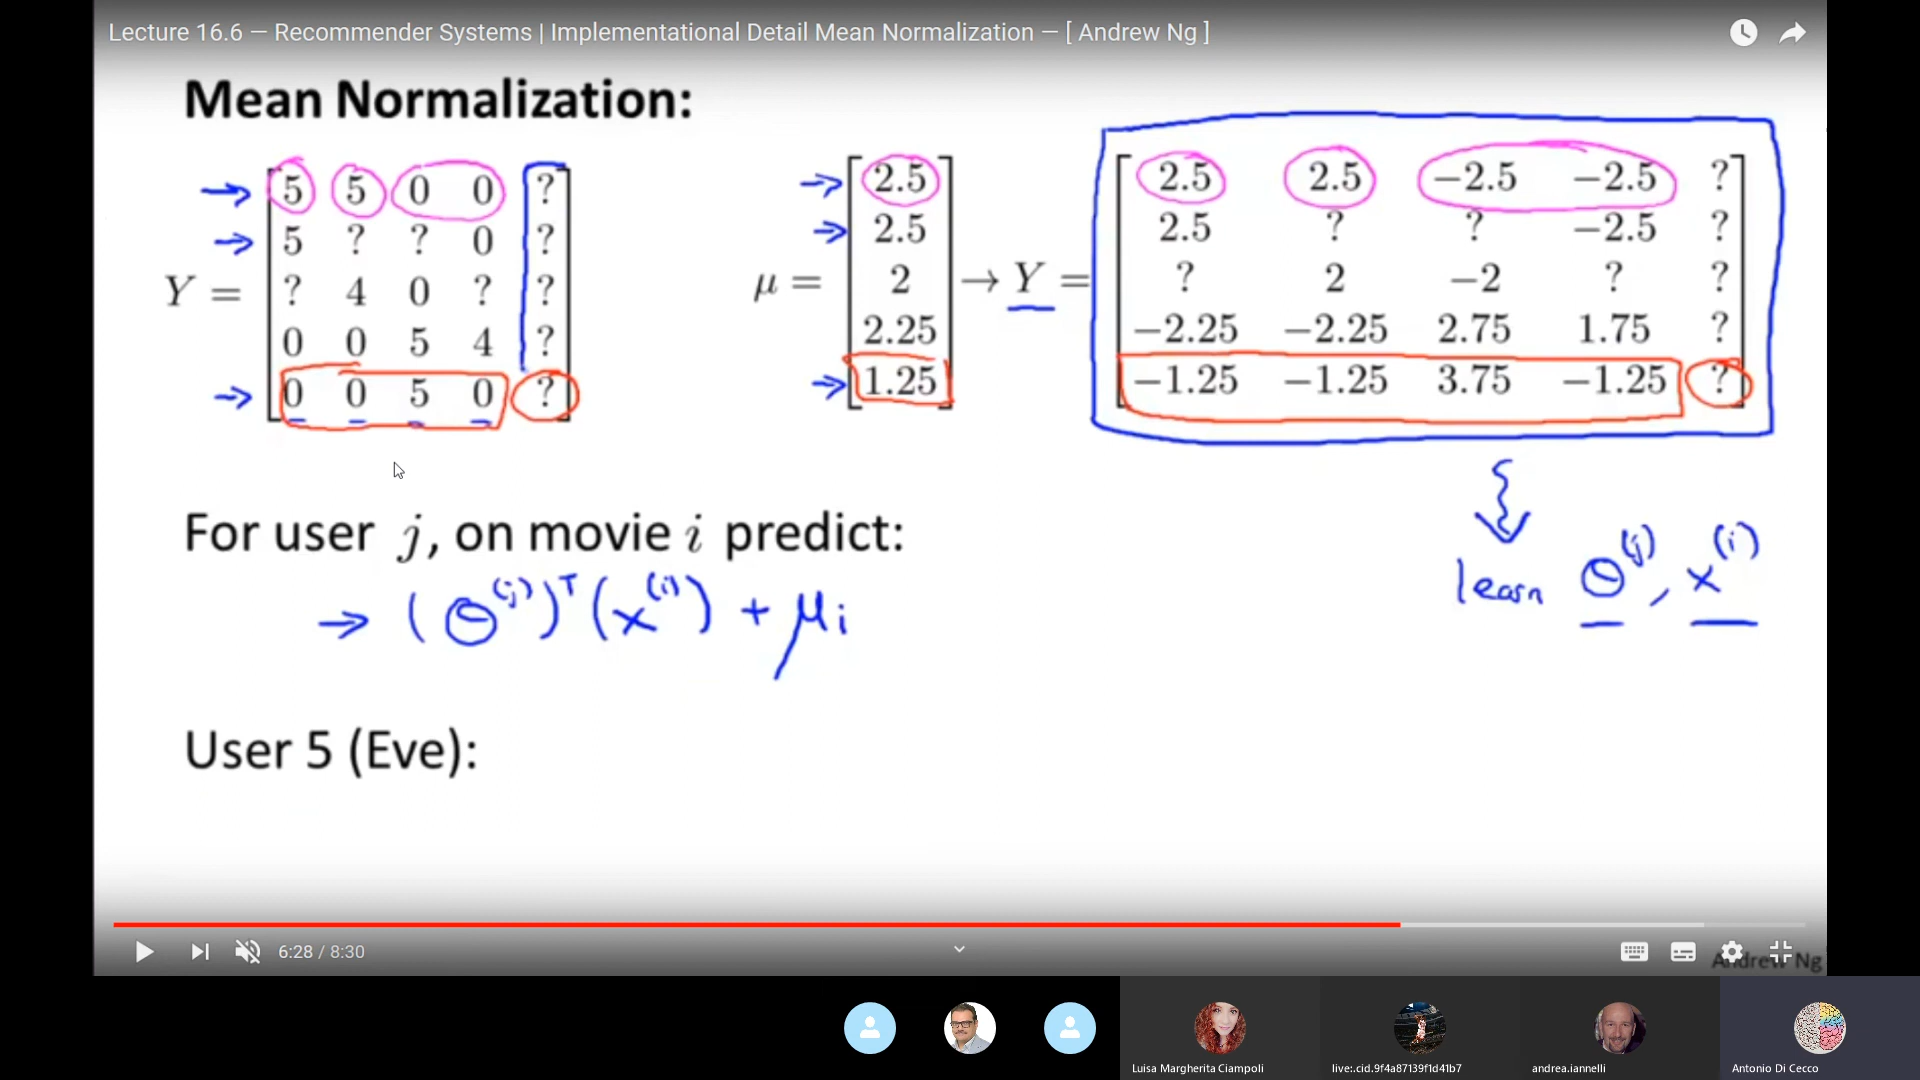 Lecture 16.6 — Recommender Systems | Implementational Detail Mean Normalization — [ Andrew Ng ]
Mean Normalization:
Y =
5 5 0 0 ?
5 ? ? 0 ?
? 4 0 ? ?
0 0 5 4 ?
0 0 5 0 ?
μ =
2.5
2.5
2
2.25
1.25
→ Y =
2.5 2.5 −2.5 −2.5 ?
2.5 ? ? −2.5 ?
? 2 −2 ? ?
−2.25 −2.25 2.75 1.75 ?
−1.25 −1.25 3.75 −1.25 ?
For user j, on movie i predict:
→ (Θ^(j))^T (x^(i)) + μi
learn Θ^(j), x^(i)
User 5 (Eve):
6:28 / 8:30
Andrew Ng
Luisa Margherita Ciampoli
live:.cid.9f4a87139f1d41b7
andrea.iannelli
Antonio Di Cecco